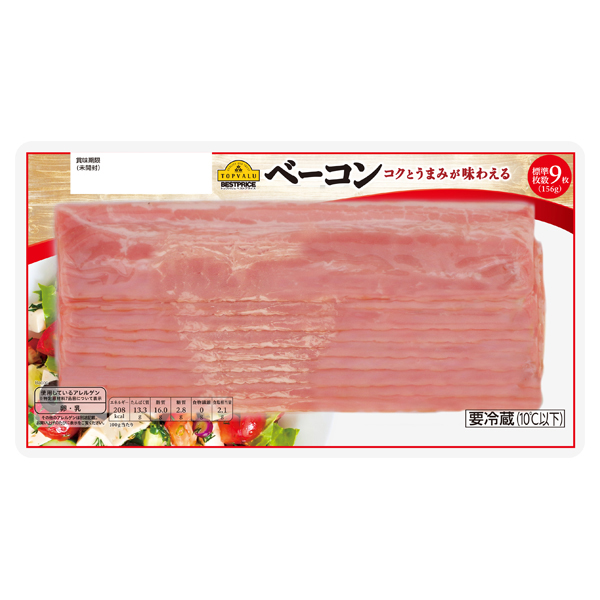 賞味期限
(未開封)
TOPVALU
BESTPRICE
ベーコン
コクとうまみが味わえる
標準
枚数
9枚
(156g)
使用しているアレルゲン
卵・乳
エネルギー たんぱく質 脂質 糖質 食物繊維 食塩相当量
208 13.3 16.0 2.8 0 2.1
kcal g g g g g
100g当たり
要冷蔵(10℃以下)